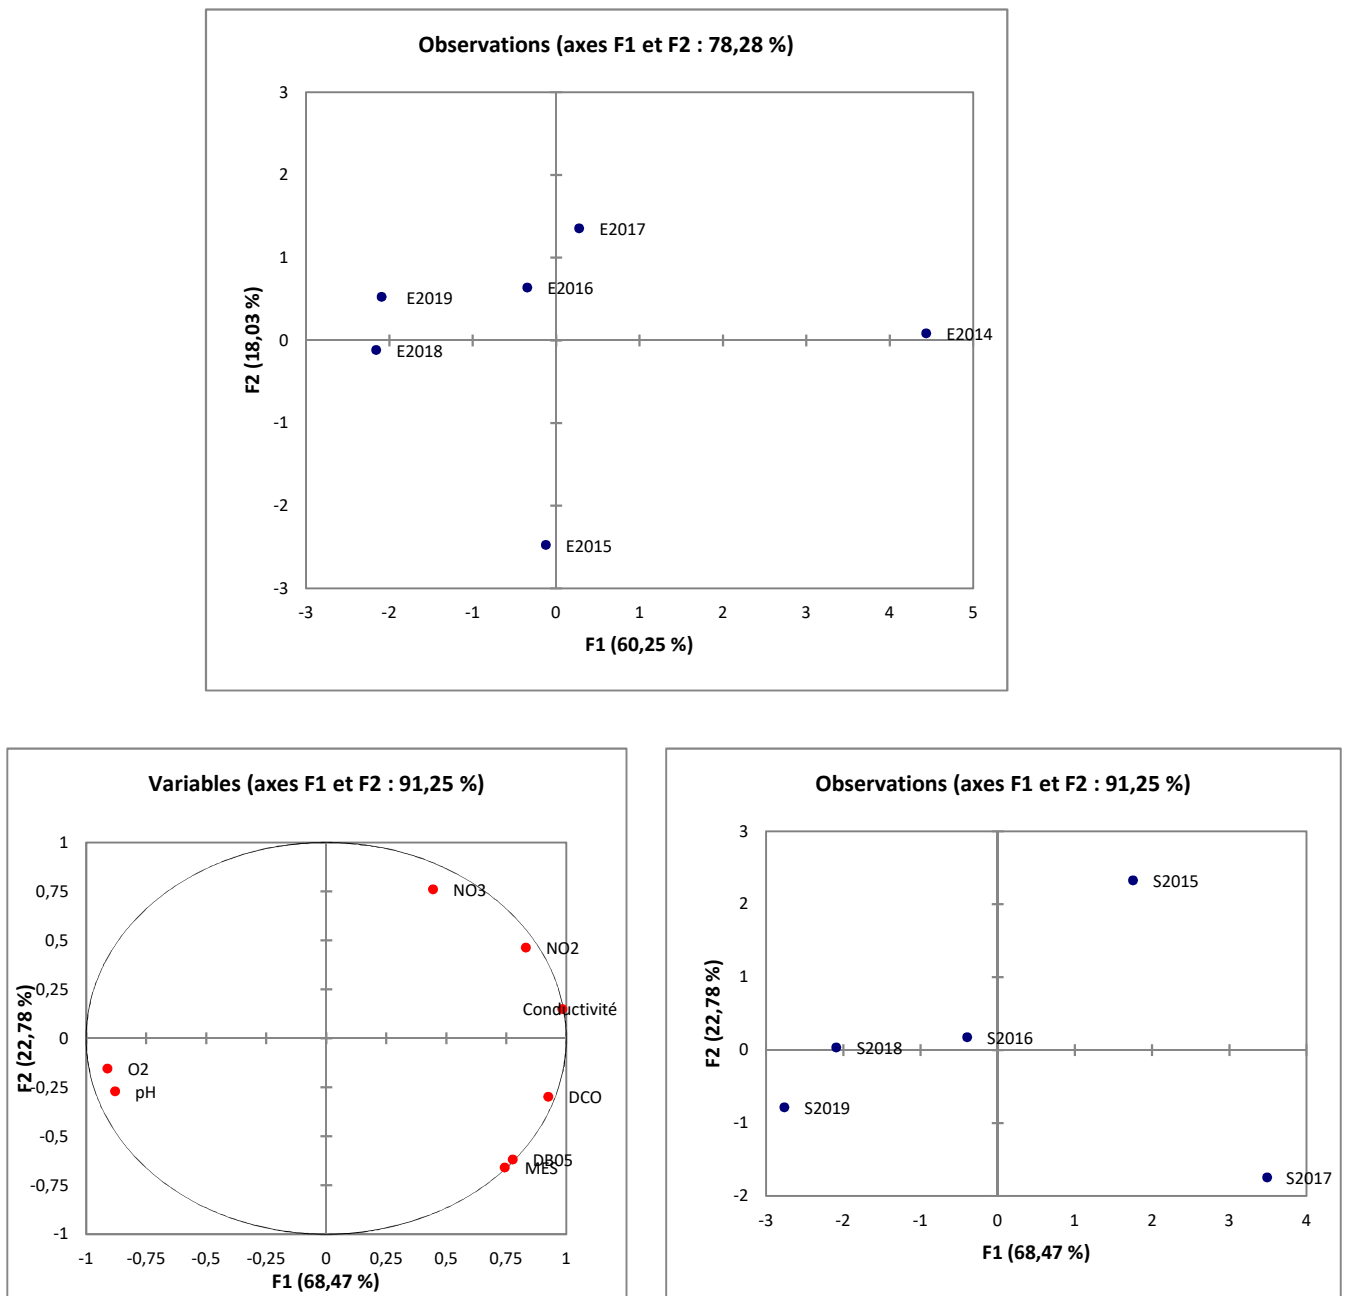 Observations (axes F1 et F2 : 78,28 %)
3
2
1
0
-1
-2
-3
F2 (18,03 %)
E2017
E2016
E2019
E2014
E2018
E2015
-3 -2 -1 0 1 2 3 4 5
F1 (60,25 %)
Variables (axes F1 et F2 : 91,25 %)
1
0,75
0,5
0,25
0
-0,25
-0,5
-0,75
-1
F2 (22,78 %)
NO3
NO2
Conductivité
O2
pH
DCO
DB05
MES
-1 -0,75 -0,5 -0,25 0 0,25 0,5 0,75 1
F1 (68,47 %)
Observations (axes F1 et F2 : 91,25 %)
3
2
1
0
-1
-2
F2 (22,78 %)
S2015
S2016
S2018
S2019
S2017
-3 -2 -1 0 1 2 3 4
F1 (68,47 %)